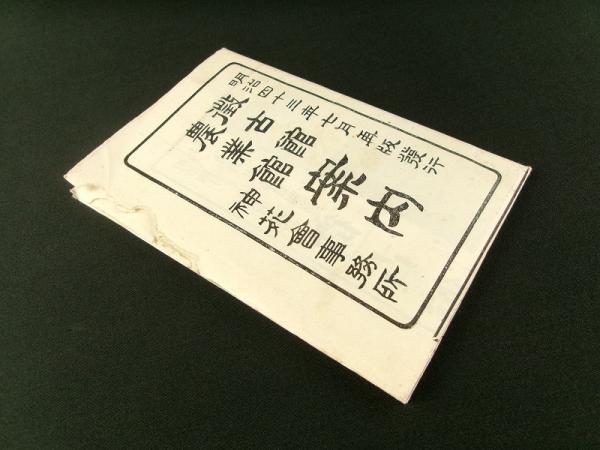 明治四十三年七月再版發行
徴古館
農業館
案内
神苑會事務所